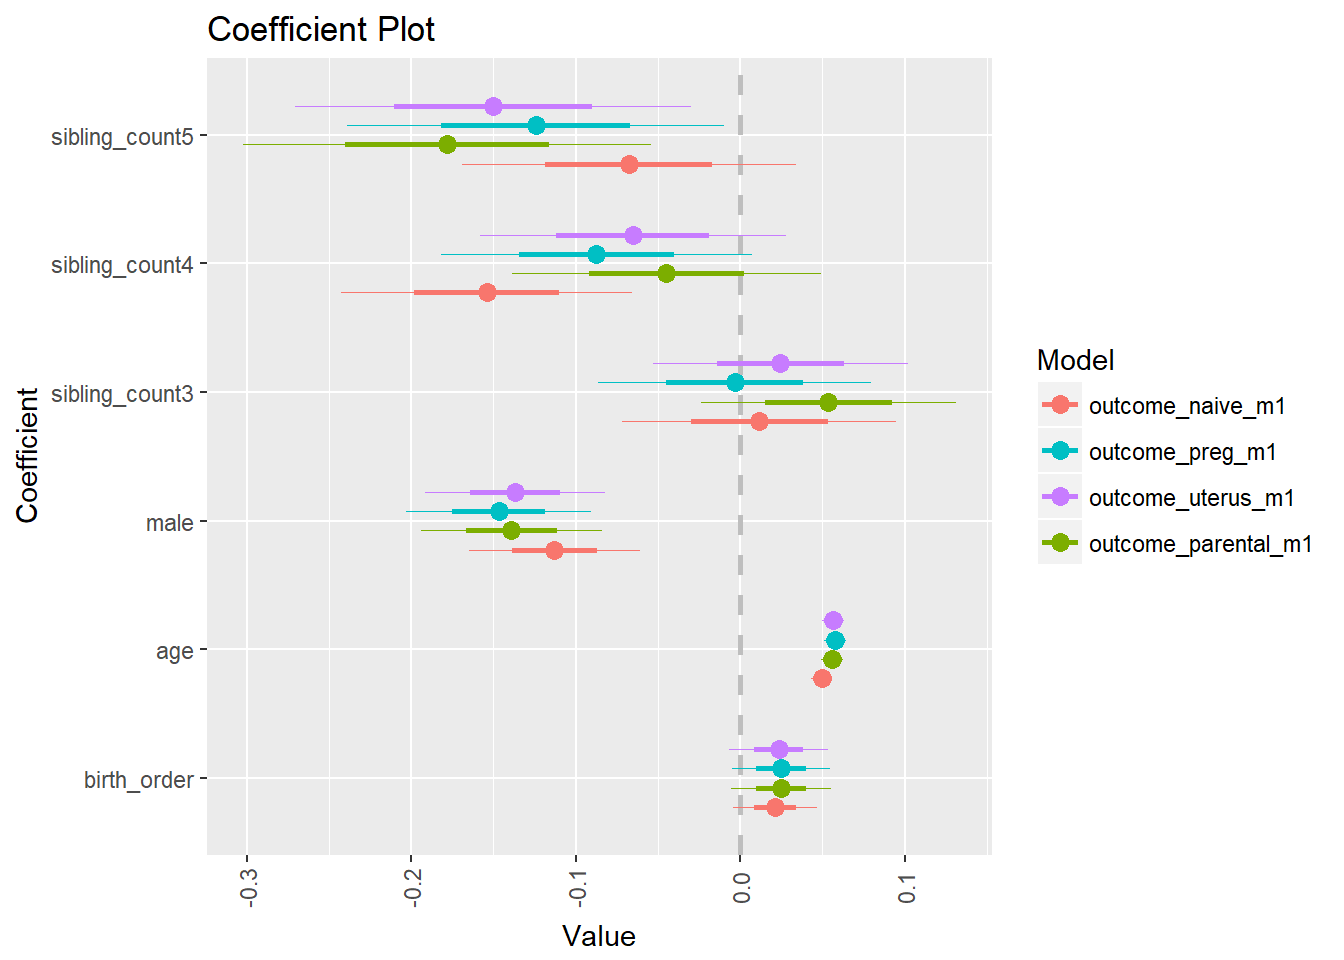 Coefficient Plot
Coefficient
sibling_count5
sibling_count4
sibling_count3
male
age
birth_order
-0.3
-0.2
-0.1
0.0
0.1
Value
Model
outcome_naive_m1
outcome_preg_m1
outcome_uterus_m1
outcome_parental_m1